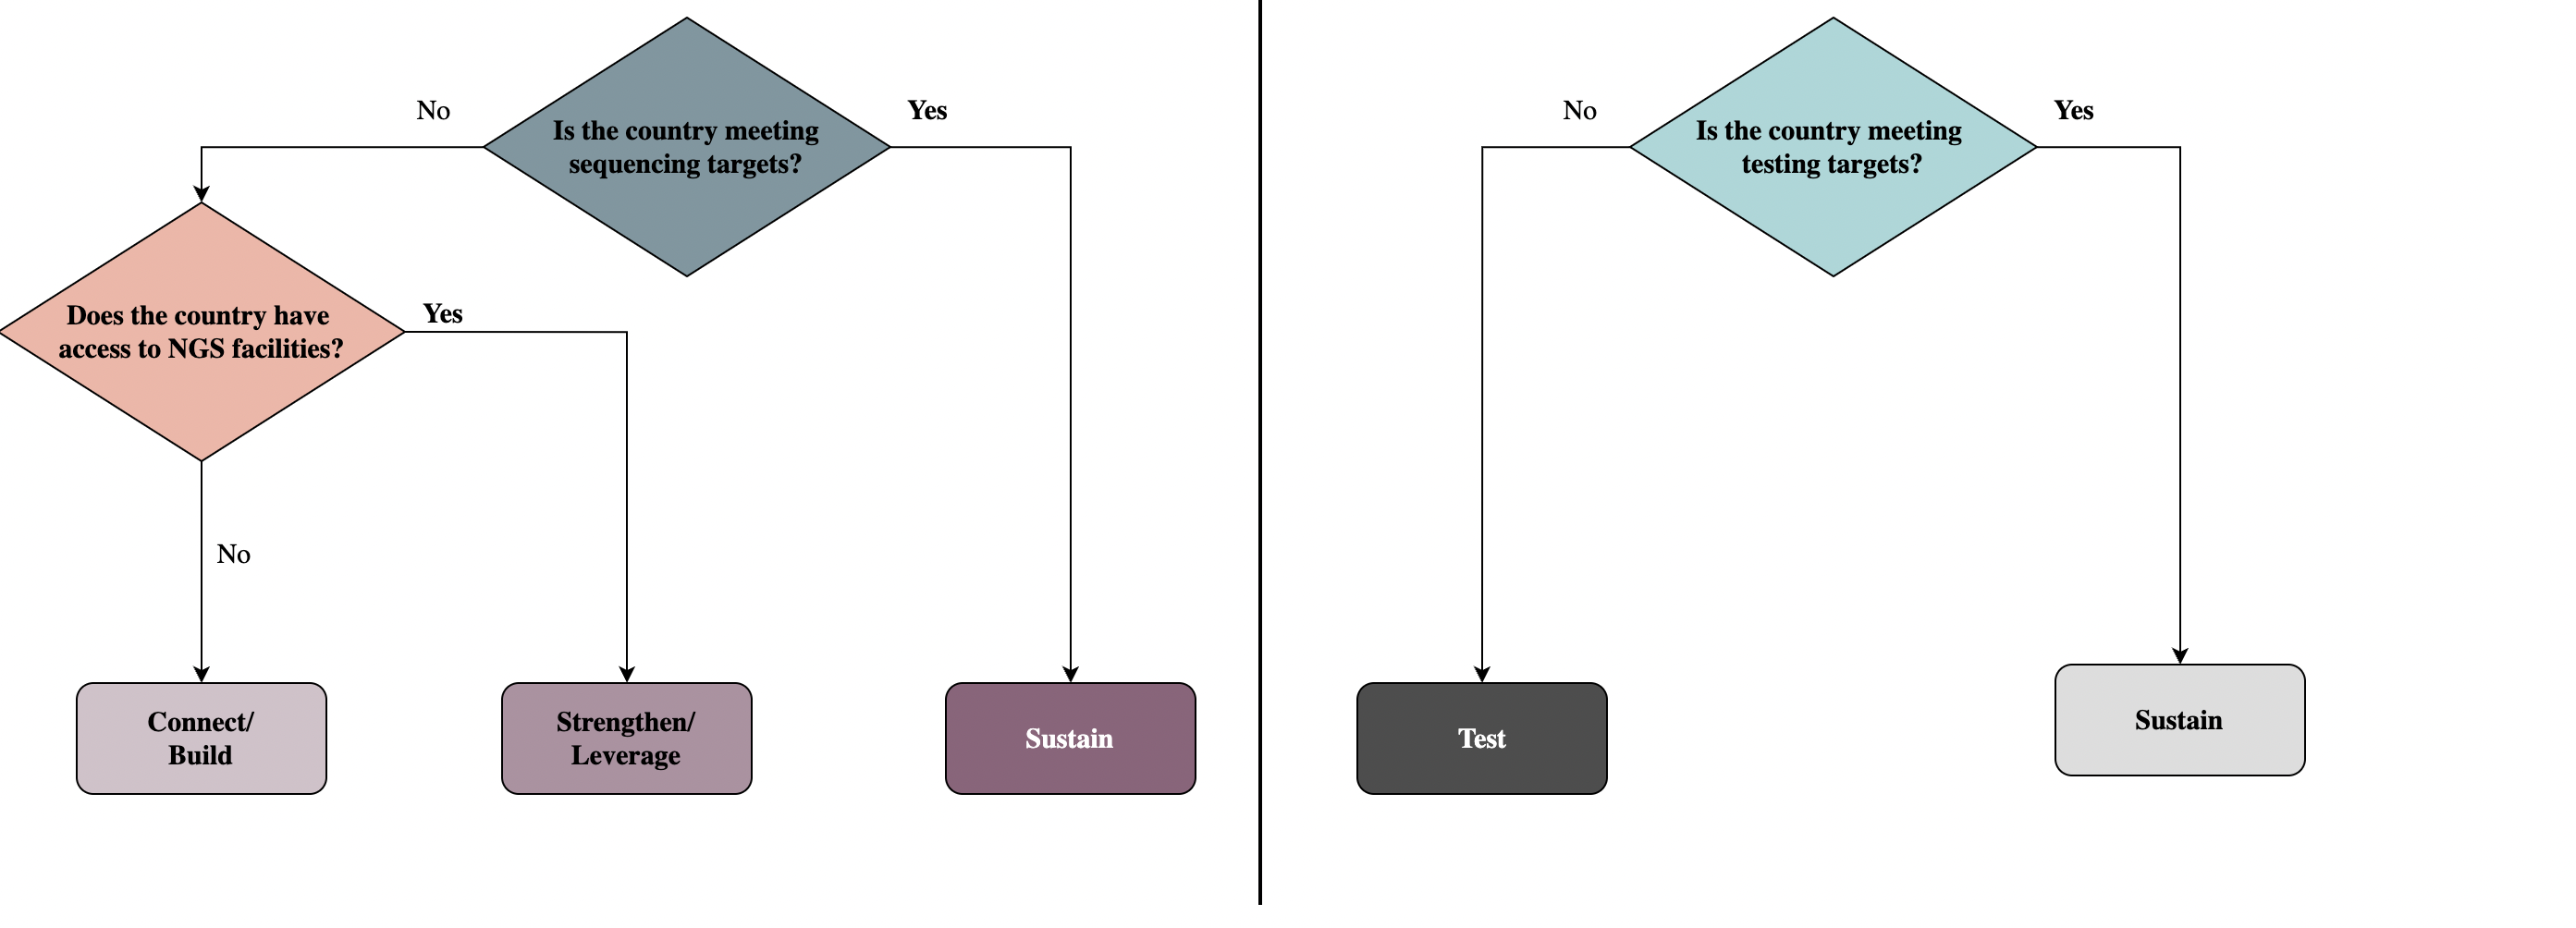 No
Yes
Is the country meeting
sequencing targets?
Does the country have
access to NGS facilities?
Yes
No
Connect/
Build
Strengthen/
Leverage
Sustain
No
Yes
Is the country meeting
testing targets?
Test
Sustain